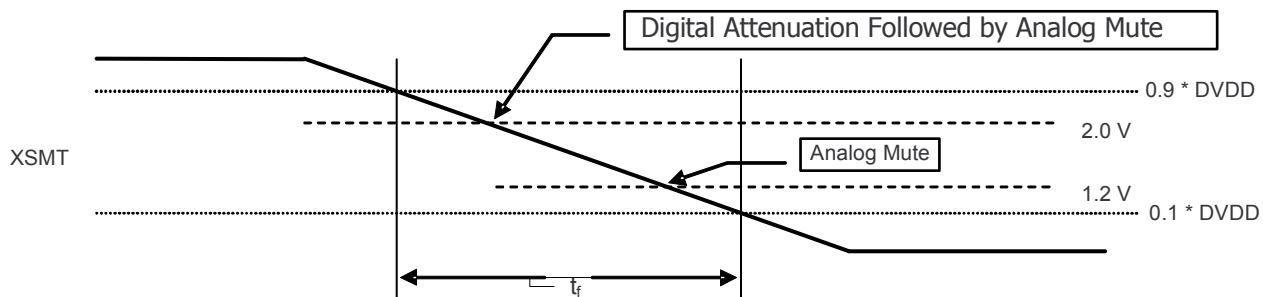 Digital Attenuation Followed by Analog Mute
0.9 * DVDD
2.0 V
XSMT
Analog Mute
1.2 V
0.1 * DVDD
tf